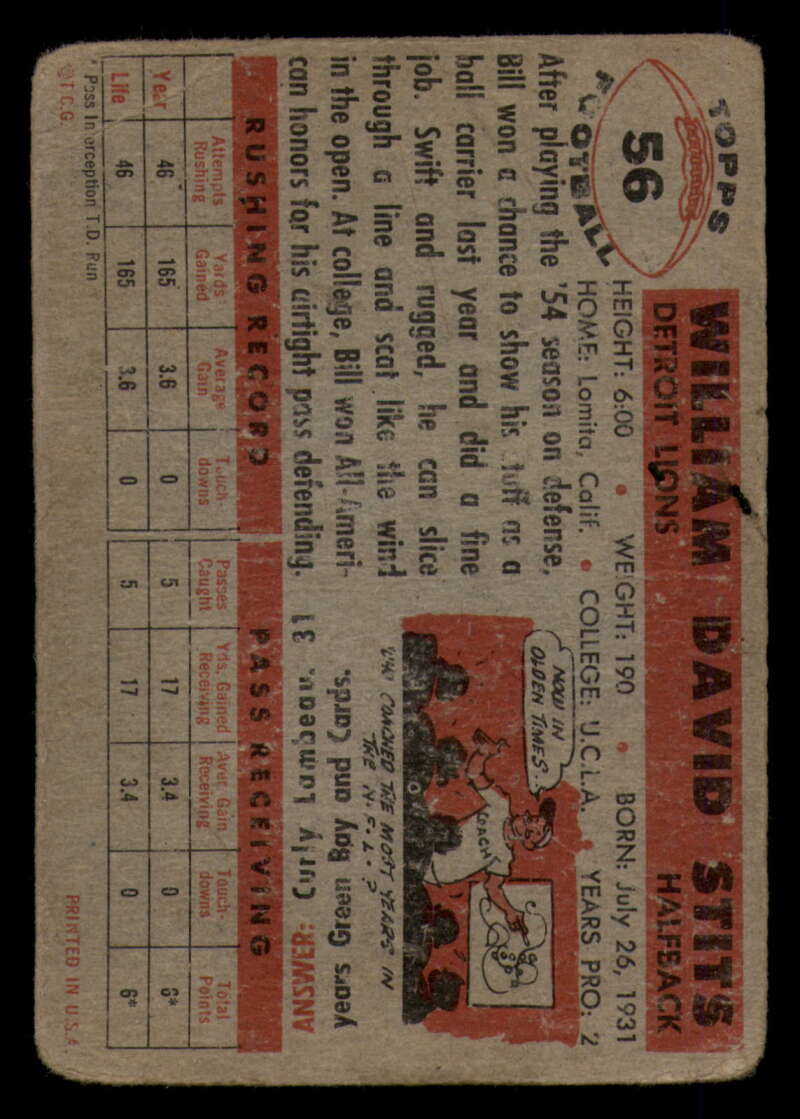 TOPPS
56
FOOTBALL
WILLIAM DAVID STITS
DETROIT LIONS HALFBACK
HEIGHT: 6:00 • WEIGHT: 190 • BORN: July 26, 1931
HOME: Lomita, Calif. • COLLEGE: U.C.L.A. • YEARS PRO: 2
After playing the '54 season on defense,
Bill won a chance to show his stuff as a
ball carrier last year and did a fine
job. Swift and rugged, he can slice
through a line and scat like the wind
in the open. At college, Bill won All-Ameri-
can honors for his airtight pass defending.
NOW IN
OLDEN TIMES..
COACH
WHO COACHED THE MOST YEARS IN
THE N.F.L.?
ANSWER: Curly Lambeau. 31
years Green Bay and Cards.
RUSHING RECORD PASS RECEIVING
Year Attempts Rushing Yards Gained Average Gain Touch-downs Passes Caught Yds. Gained Receiving Aver. Gain Receiving Touch-downs Total Points
46 165 3.6 0 5 17 3.4 0 6*
Life 46 165 3.6 0 5 17 3.4 0 6*
* Pass Interception T.D. Run
©T.C.G. PRINTED IN U.S.A.